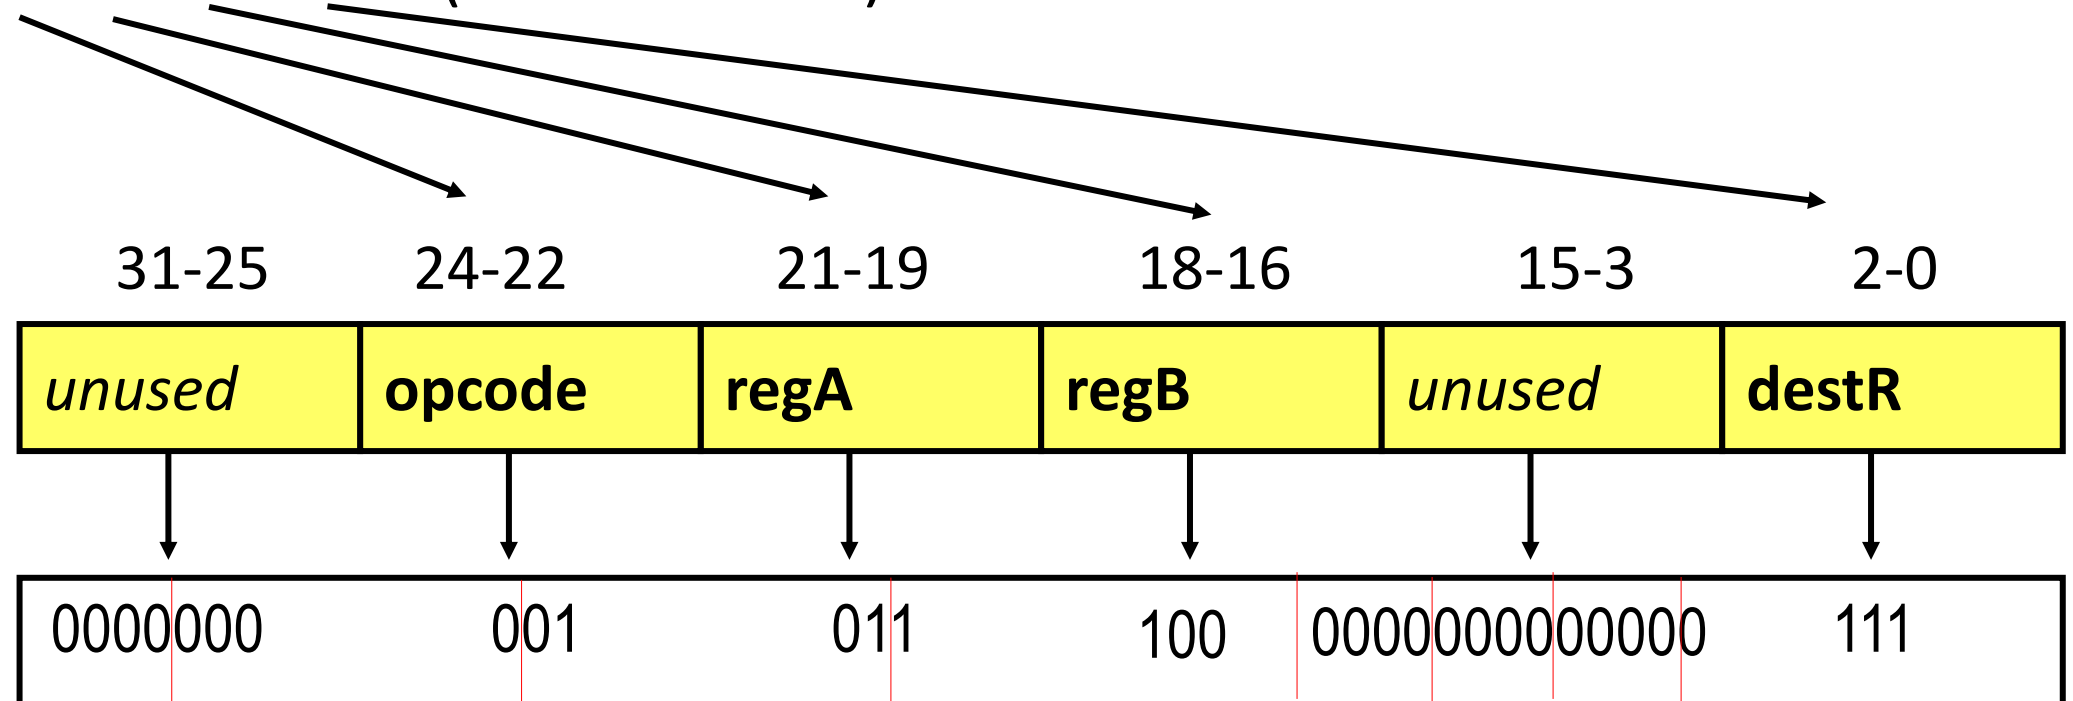 31-25 24-22 21-19 18-16 15-3 2-0
unused opcode regA regB unused destR
0000000 001 011 100 0000000000000 111